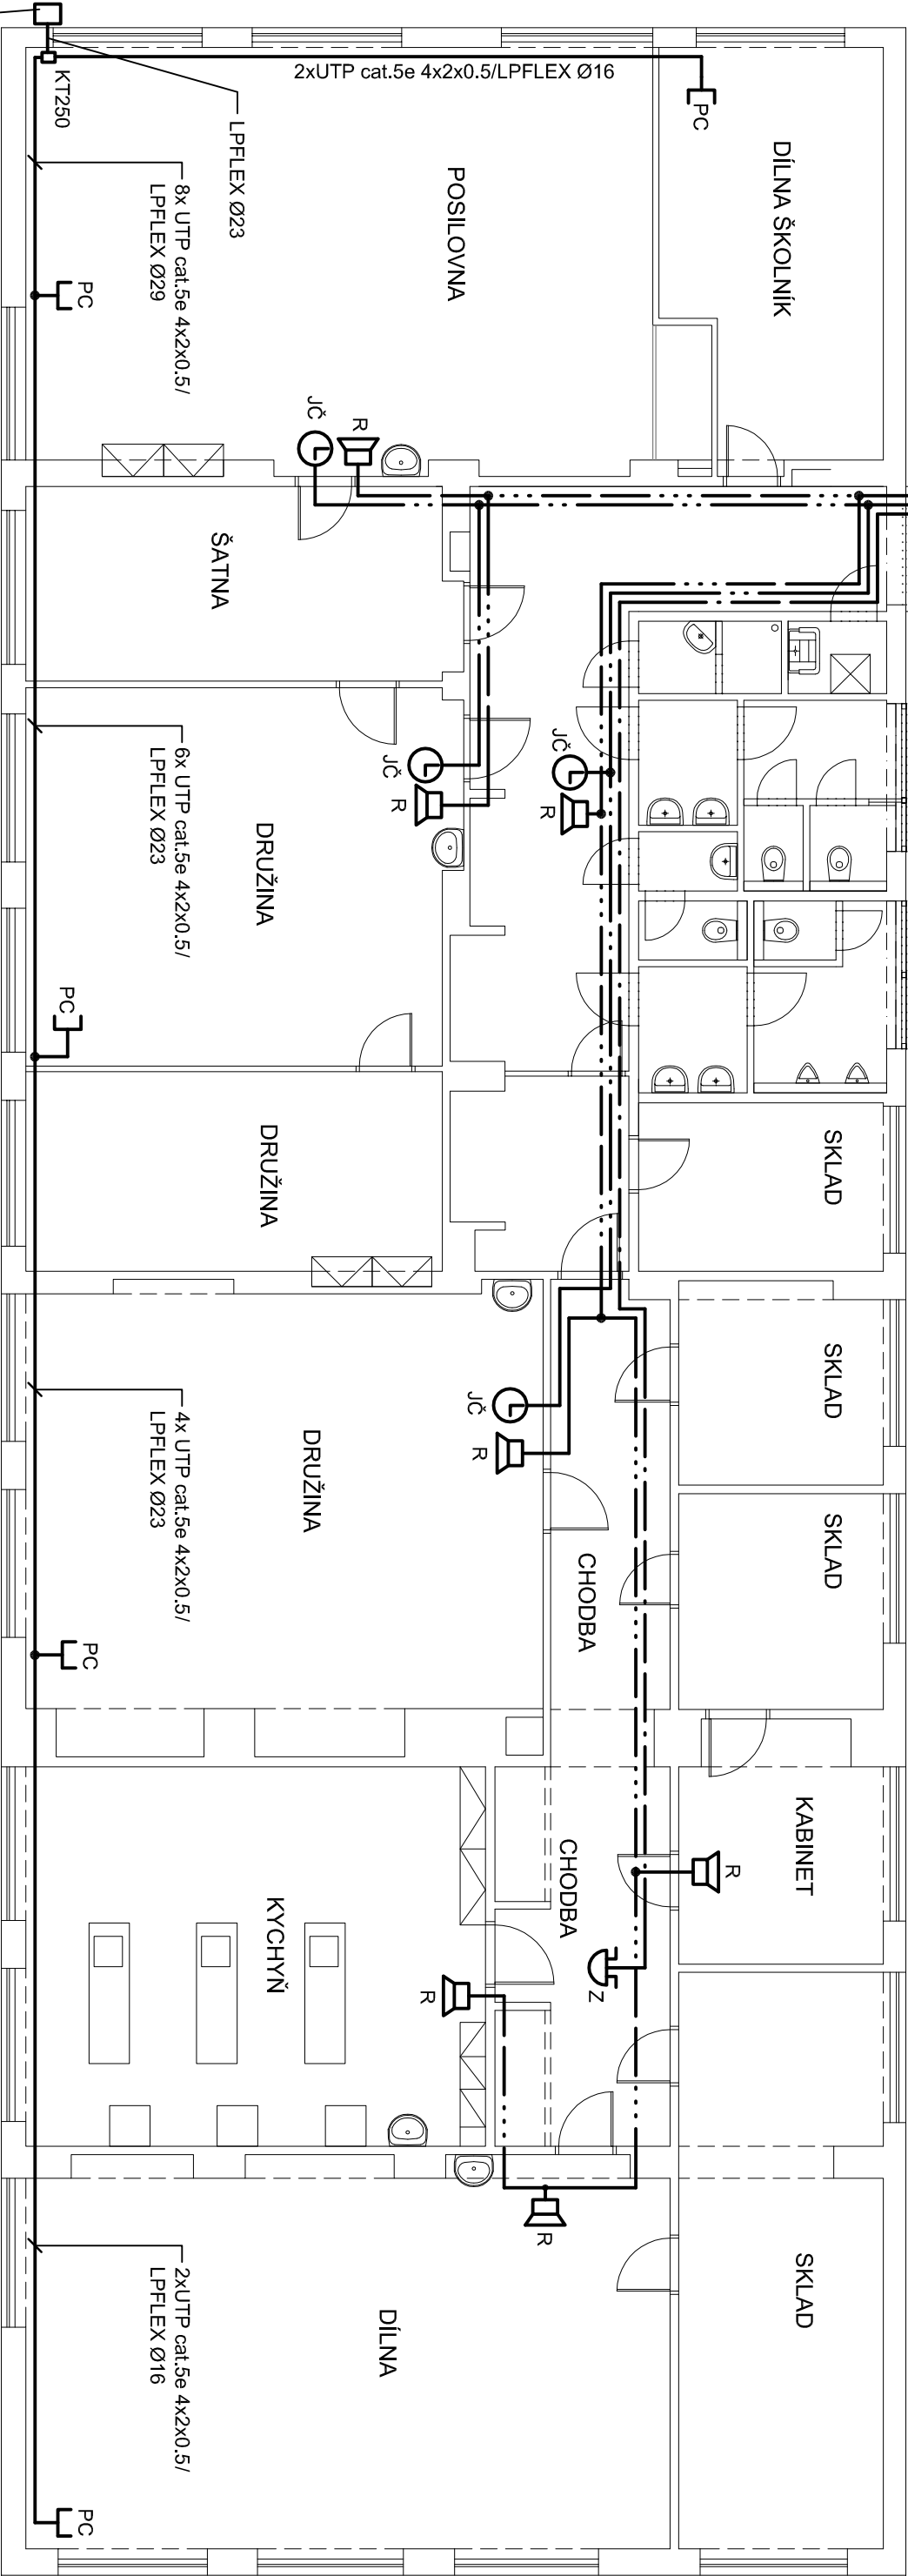 2xUTP cat.5e 4x2x0.5/LPFLEX Ø16
KT250
LPFLEX Ø23
PC
DÍLNA ŠKOLNÍK
POSILOVNA
8x UTP cat.5e 4x2x0.5/
LPFLEX Ø29
PC
JČ
R
ŠATNA
6x UTP cat.5e 4x2x0.5/
LPFLEX Ø23
JČ
R
JČ
R
DRUŽINA
PC
DRUŽINA
SKLAD
SKLAD
4x UTP cat.5e 4x2x0.5/
LPFLEX Ø23
JČ
R
DRUŽINA
SKLAD
CHODBA
PC
KABINET
R
CHODBA
KYCHYŇ
Z
R
R
SKLAD
2xUTP cat.5e 4x2x0.5/
LPFLEX Ø16
DÍLNA
PC